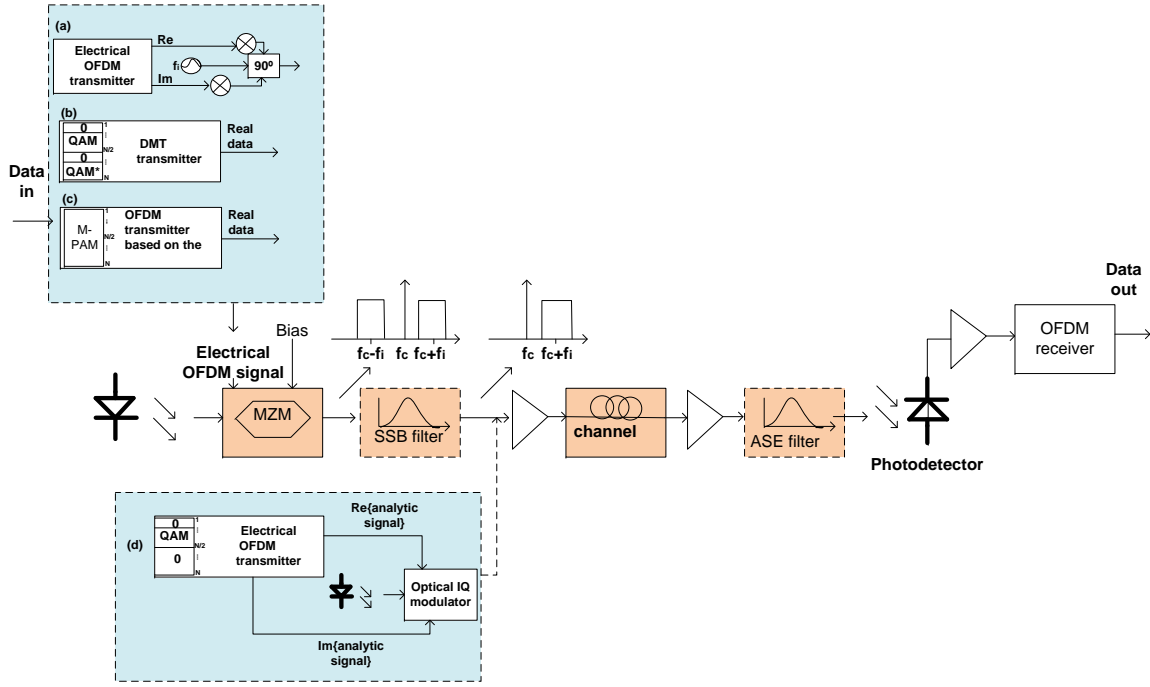 (a)
Electrical
OFDM
transmitter
Re
fi
Im
90º
(b)
0
QAM
0
QAM*
1
N/2
N
DMT
transmitter
Real
data
Data
in
(c)
M-
PAM
1
N/2
N
OFDM
transmitter
based on the
Real
data
Bias
Electrical
OFDM signal
MZM
fc-fi
fc
fc+fi
SSB filter
fc
fc+fi
channel
ASE filter
Photodetector
OFDM
receiver
Data
out
(d)
0
QAM
0
1
N/2
N
Electrical
OFDM
transmitter
Re{analytic
signal}
Optical IQ
modulator
Im{analytic
signal}